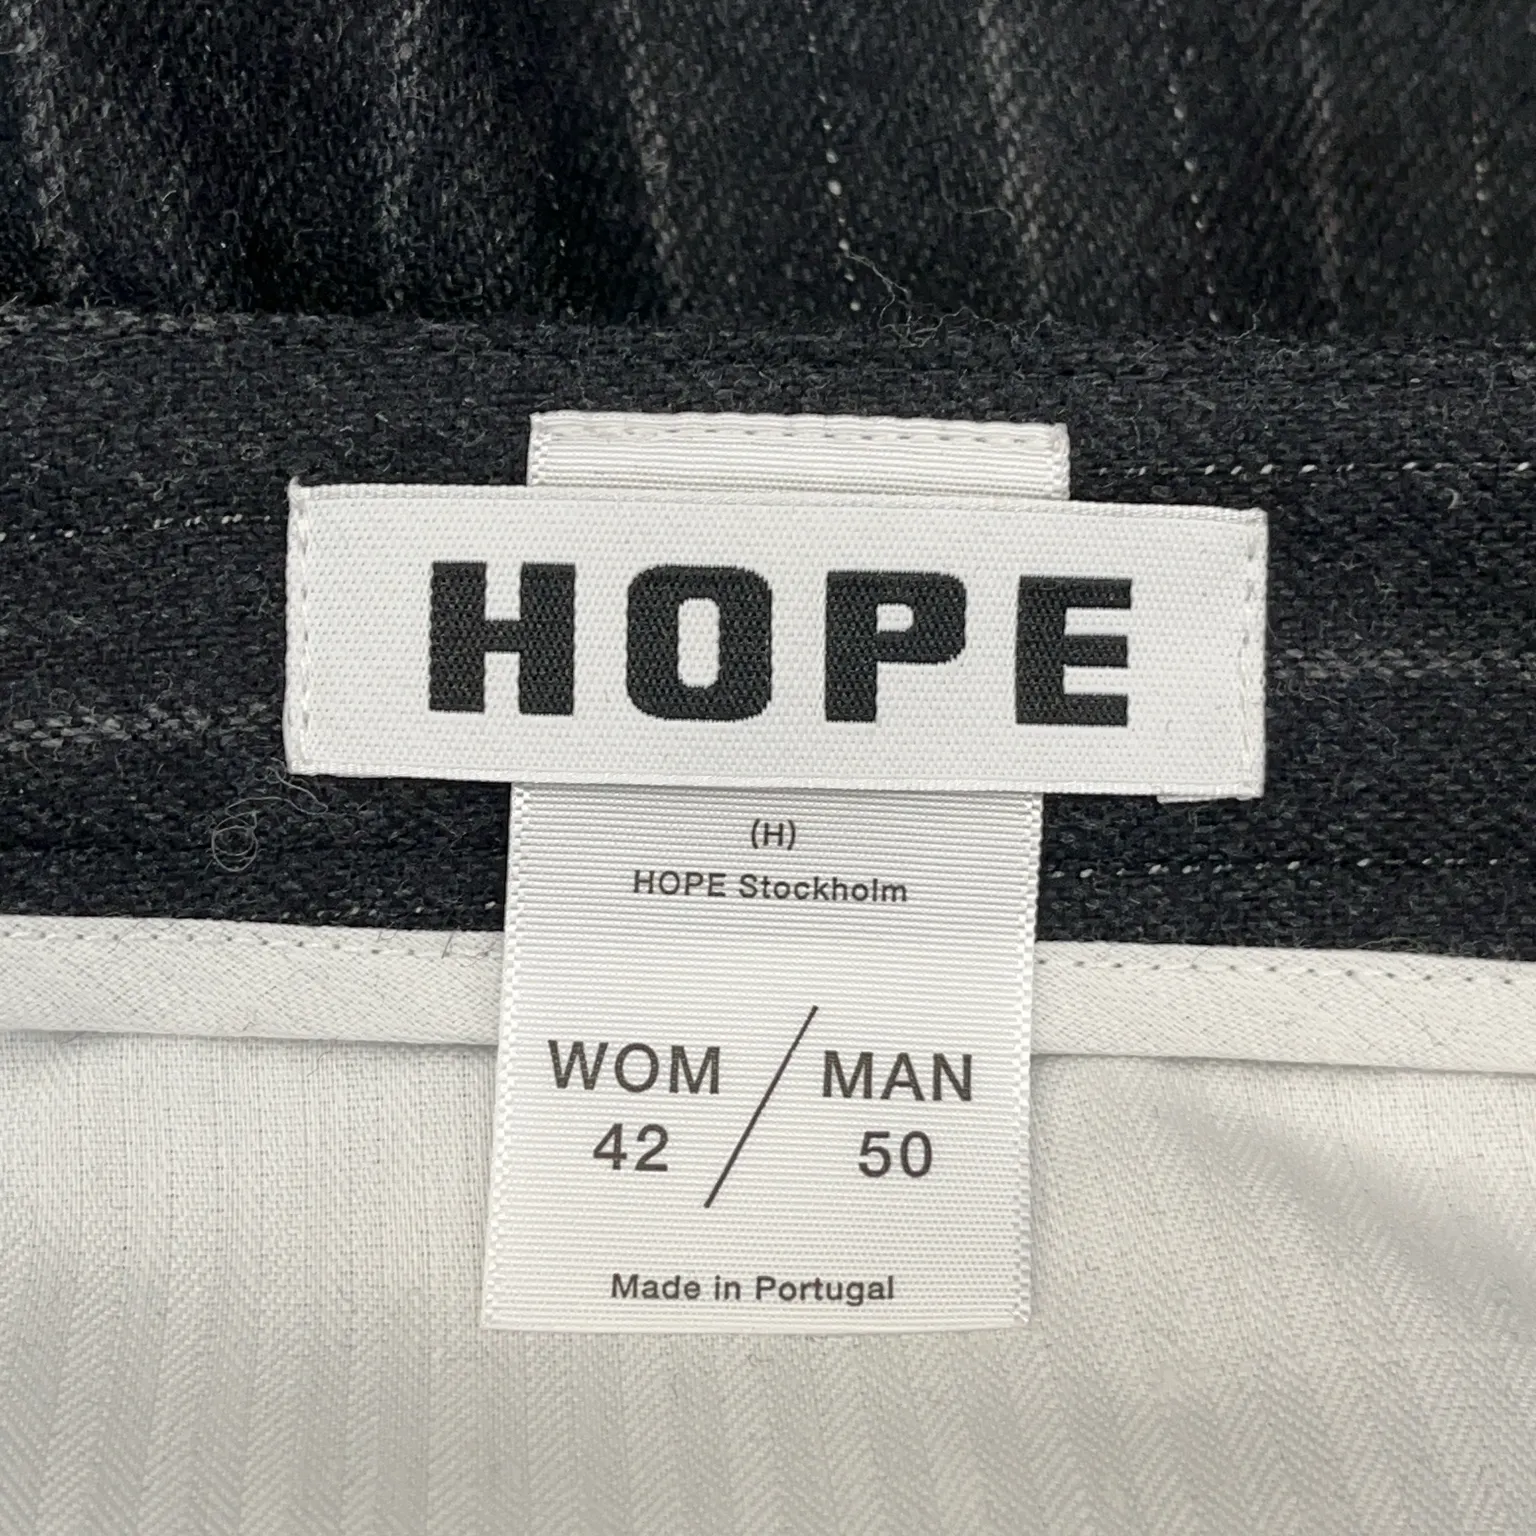 HOPE
(H)
HOPE Stockholm
WOM / MAN
42 50
Made in Portugal